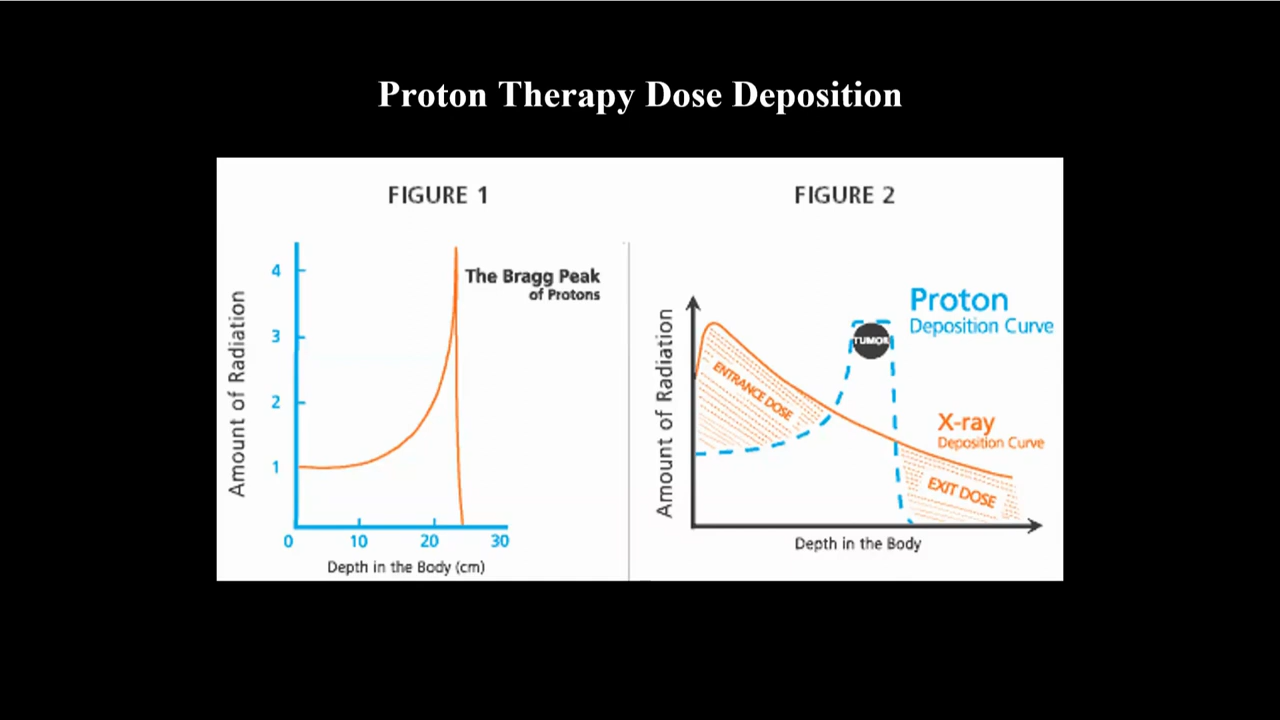 Proton Therapy Dose Deposition
FIGURE 1
4
3
2
1
0
10
20
30
Amount of Radiation
Depth in the Body (cm)
The Bragg Peak
of Protons
FIGURE 2
Amount of Radiation
Depth in the Body
ENTRANCE DOSE
TUMOR
Proton
Deposition Curve
X-ray
Deposition Curve
EXIT DOSE